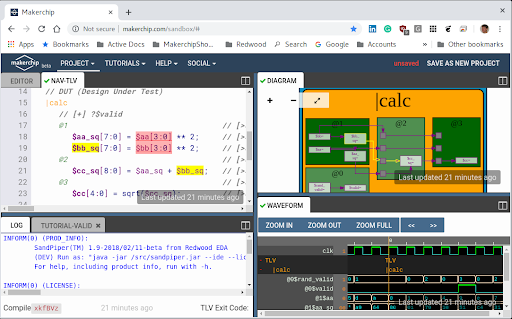 Makerchip
Not secure | makerchip.com/sandbox/#
Apps Bookmarks Active Docs MakerchipSho... Redwood Search Google Maps Other bookmarks
makerchip beta PROJECT TUTORIALS HELP SOCIAL unsaved SAVE AS NEW PROJECT
EDITOR NAV-TLV
14 // DUT (Design Under Test)
15 |calc
16 // [+] ?$valid
17 @1 // [>
18 $aa_sq[7:0] = $aa[3:0] ** 2; // [>
19 $bb_sq[7:0] = $bb[3:0] ** 2; // [>
20 @2 // [>
21 $cc_sq[8:0] = $aa_sq + $bb_sq; // [>
22 @3 // [>
23 $cc[4:0] = sqrt($cc_sq);
Last updated 21 minutes ago
LOG TUTORIAL-VALID
INFORM(0) (PROD_INFO):
SandPiper(TM) 1.9-2018/02/11-beta from Redwood EDA
(DEV) Run as: "java -jar /src/sandpiper.jar --ide --li
For help, including product info, run with -h.
INFORM(0) (LICENSE):
Compile xkfBVz 21 minutes ago TLV Exit Code:
DIAGRAM
|calc
@1 @2 @3
@0
Last updated 21 minutes ago
WAVEFORM
ZOOM IN ZOOM OUT ZOOM FULL << >>
clk
TLV TLV
|calc |calc
@0$rand_valid
@0$valid
@1$aa
@1$aa_sq
Last updated 21 minutes ago